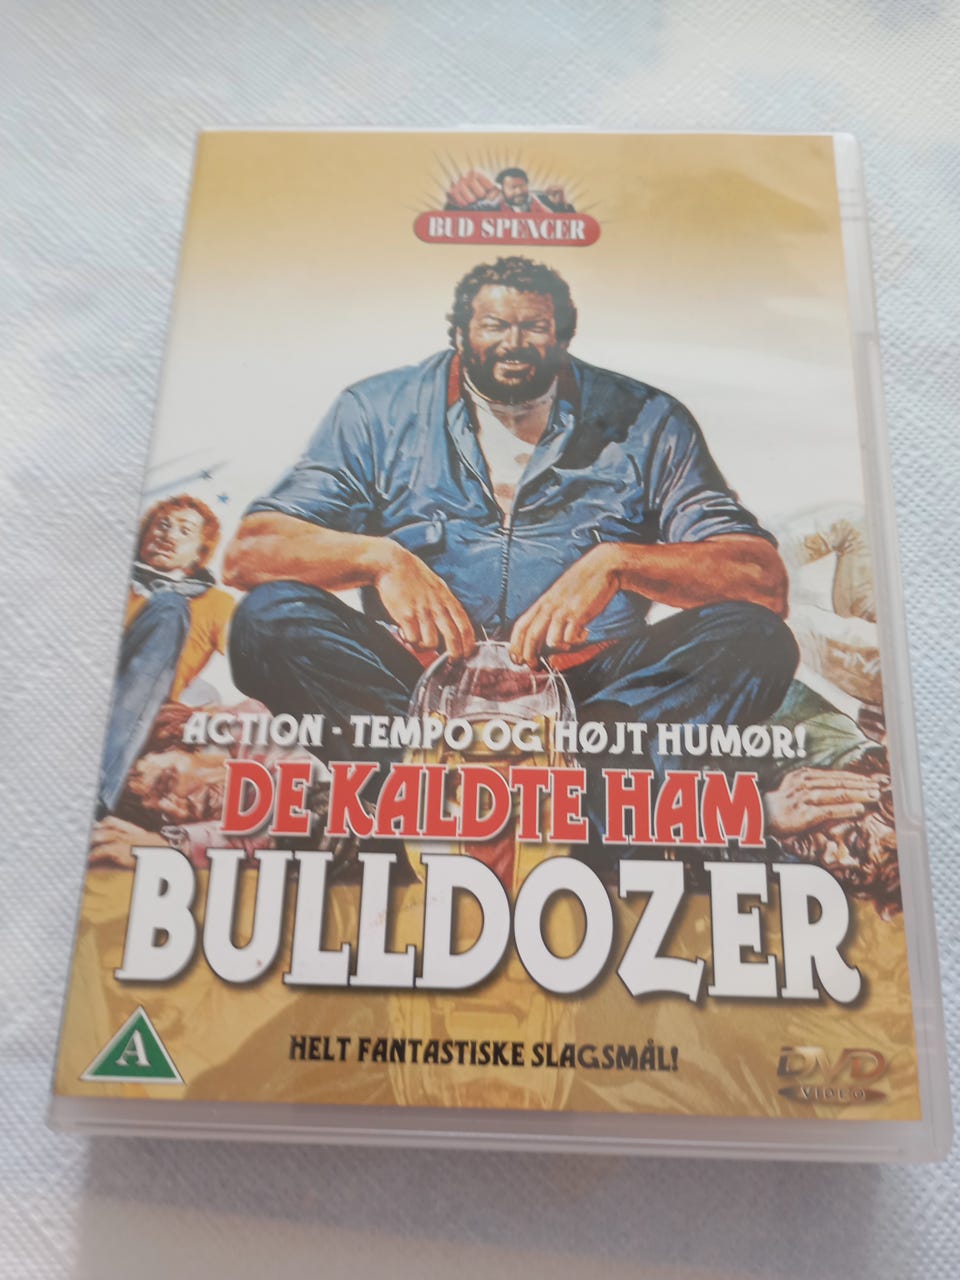 BUD SPENCER
ACTION - TEMPO OG HØJT HUMØR!
DE KALDTE HAM
BULLDOZER
A
HELT FANTASTISKE SLAGSMÅL!
DVD
VIDEO